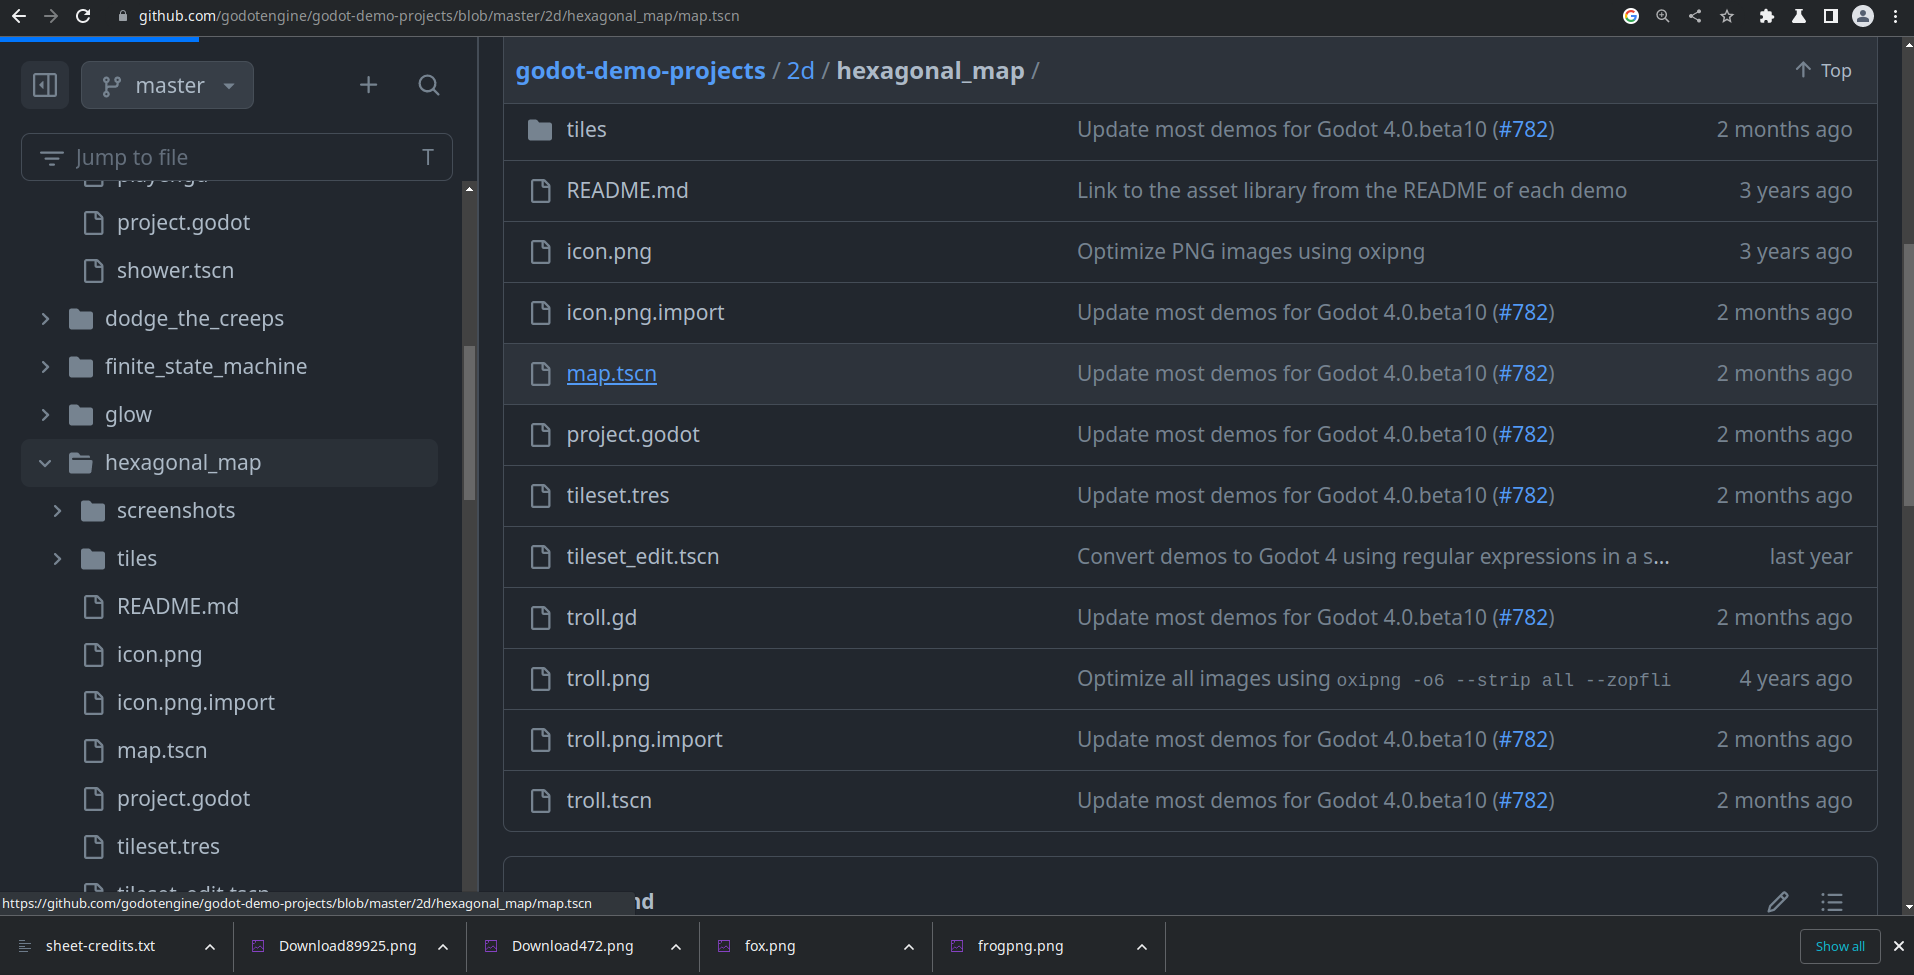 github.com/godotengine/godot-demo-projects/blob/master/2d/hexagonal_map/map.tscn
master
Jump to file
T
project.godot
shower.tscn
dodge_the_creeps
finite_state_machine
glow
hexagonal_map
screenshots
tiles
README.md
icon.png
icon.png.import
map.tscn
project.godot
tileset.tres
tileset_edit.tscn
godot-demo-projects / 2d / hexagonal_map /
Top
tiles Update most demos for Godot 4.0.beta10 (#782) 2 months ago
README.md Link to the asset library from the README of each demo 3 years ago
icon.png Optimize PNG images using oxipng 3 years ago
icon.png.import Update most demos for Godot 4.0.beta10 (#782) 2 months ago
map.tscn Update most demos for Godot 4.0.beta10 (#782) 2 months ago
project.godot Update most demos for Godot 4.0.beta10 (#782) 2 months ago
tileset.tres Update most demos for Godot 4.0.beta10 (#782) 2 months ago
tileset_edit.tscn Convert demos to Godot 4 using regular expressions in a s... last year
troll.gd Update most demos for Godot 4.0.beta10 (#782) 2 months ago
troll.png Optimize all images using oxipng -o6 --strip all --zopfli 4 years ago
troll.png.import Update most demos for Godot 4.0.beta10 (#782) 2 months ago
troll.tscn Update most demos for Godot 4.0.beta10 (#782) 2 months ago
https://github.com/godotengine/godot-demo-projects/blob/master/2d/hexagonal_map/map.tscn
sheet-credits.txt
Download89925.png
Download472.png
fox.png
frogpng.png
Show all